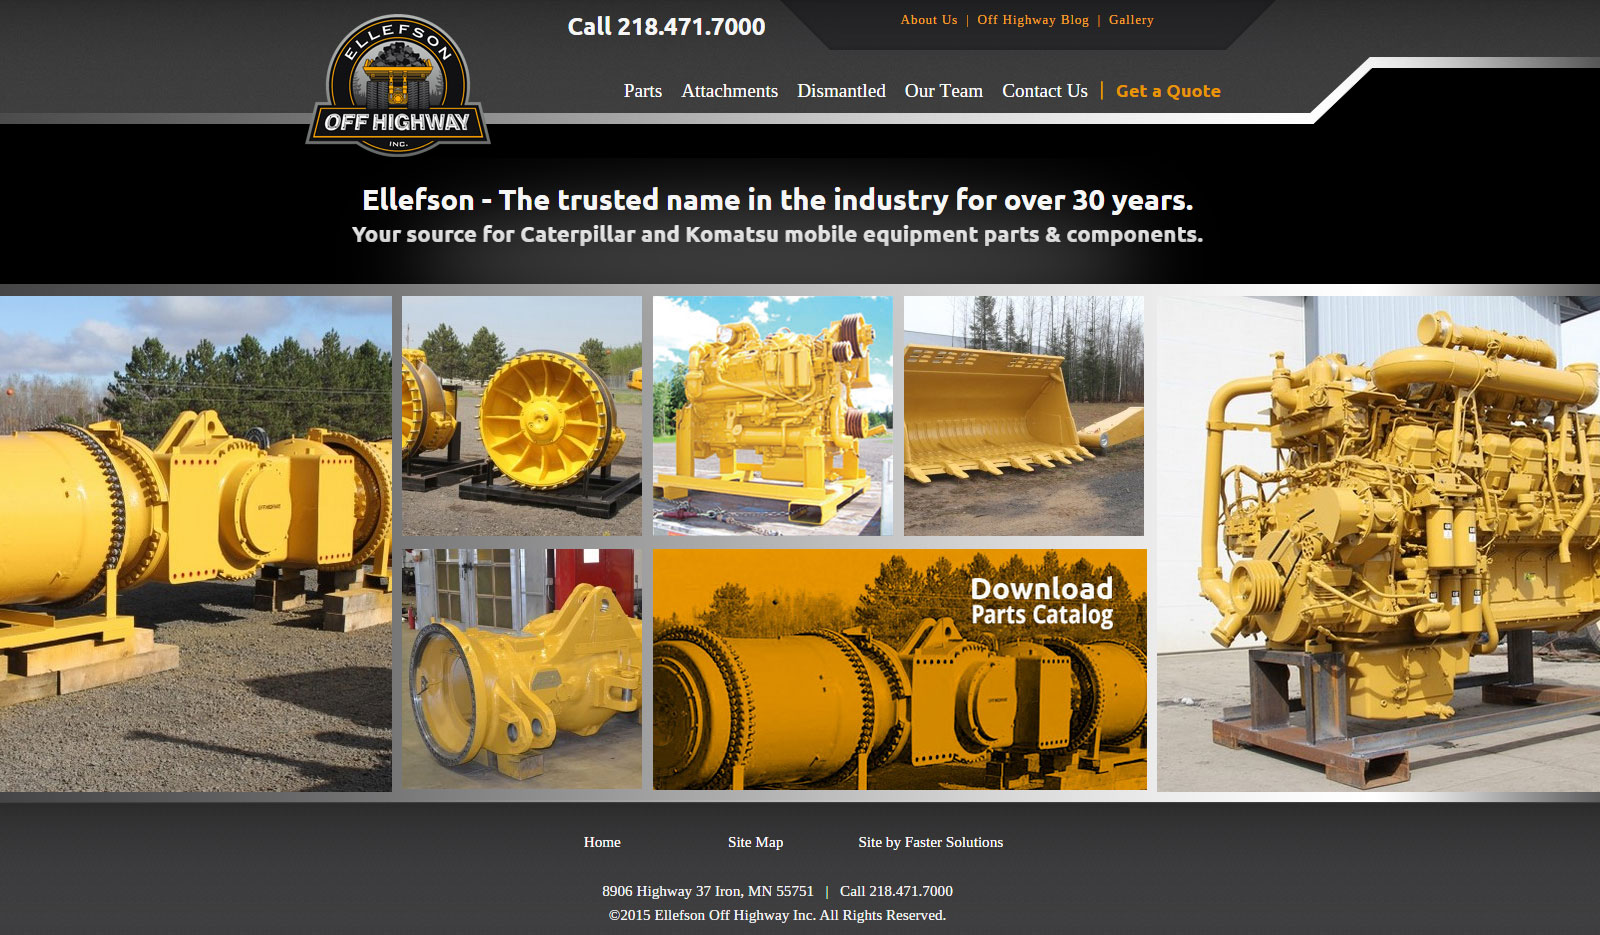 Call 218.471.7000
About Us | Off Highway Blog | Gallery
ELLEFSON
OFF HIGHWAY
INC.
Parts Attachments Dismantled Our Team Contact Us | Get a Quote
Ellefson - The trusted name in the industry for over 30 years.
Your source for Caterpillar and Komatsu mobile equipment parts & components.
Download
Parts Catalog
Home Site Map Site by Faster Solutions
8906 Highway 37 Iron, MN 55751 | Call 218.471.7000
©2015 Ellefson Off Highway Inc. All Rights Reserved.